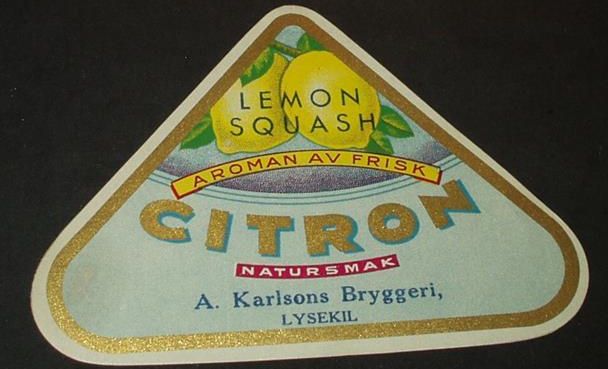 LEMON
SQUASH
AROMAN AV FRISK
CITRON
NATURSMAK
A. Karlsons Bryggeri,
LYSEKIL